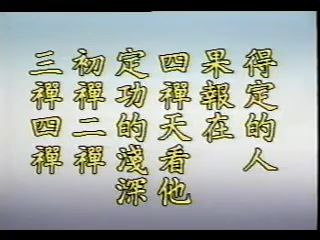 得定的人
果報在
四禪天看他
定功的淺深
初禪二禪
三禪四禪